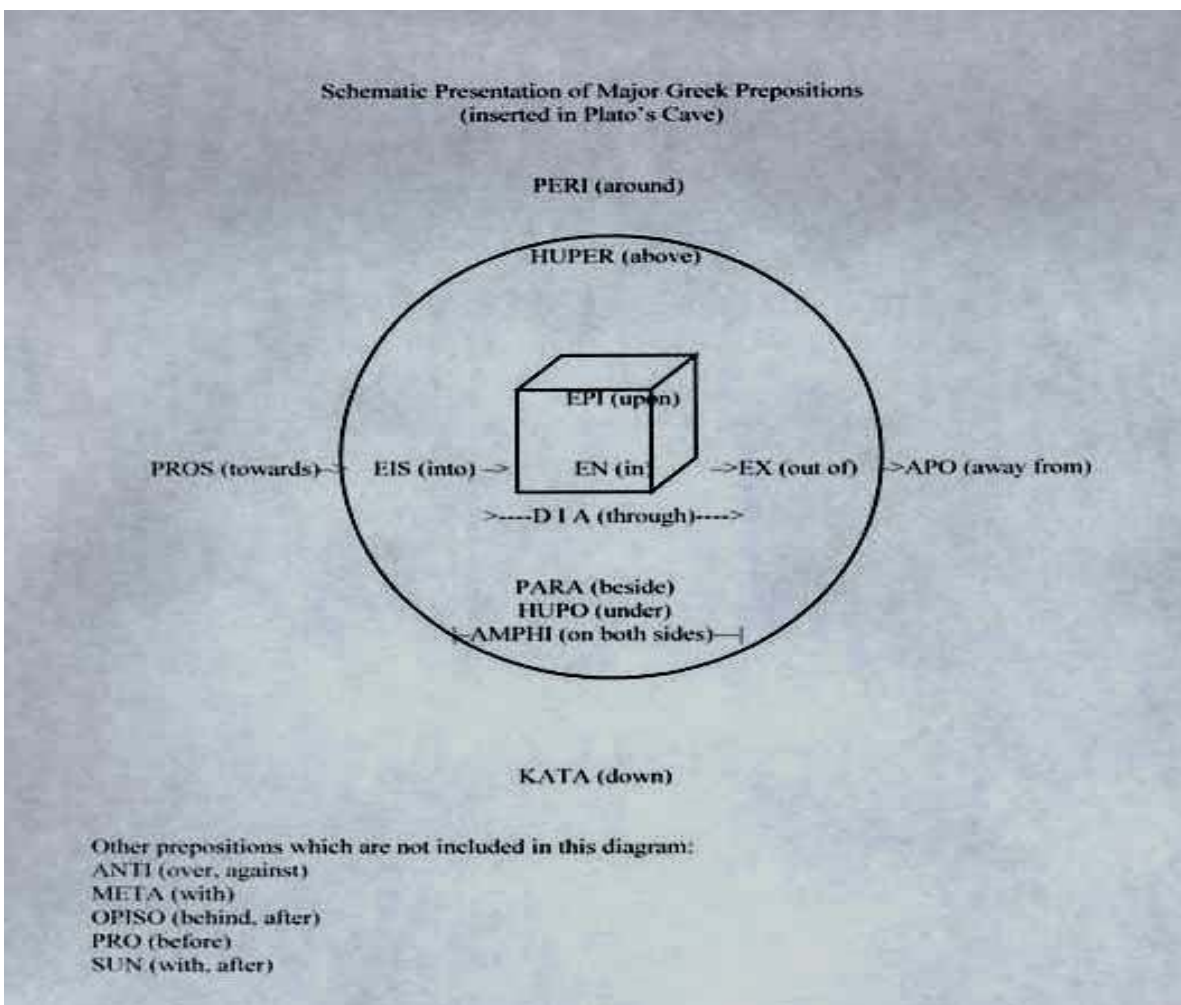 Schematic Presentation of Major Greek Prepositions
(inserted in Plato's Cave)
PERI (around)
HUPER (above)
EPI (upon)
PROS (towards)-> EIS (into) -> EN (in) ->EX (out of) ->APO (away from)
>----D I A (through)---->
PARA (beside)
HUPO (under)
|-AMPHI (on both sides)—|
KATA (down)
Other prepositions which are not included in this diagram:
ANTI (over, against)
META (with)
OPISO (behind, after)
PRO (before)
SUN (with, after)